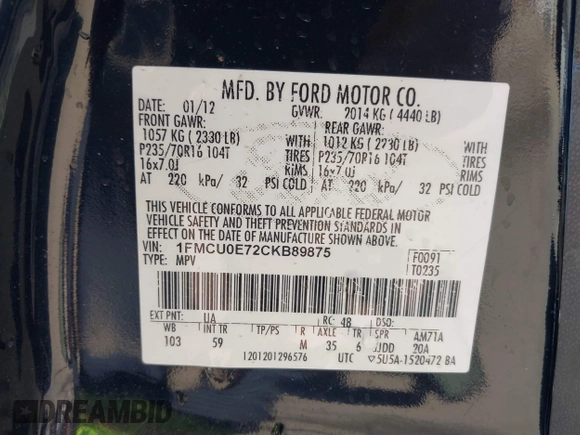 MFD. BY FORD MOTOR CO.
DATE: 01/12 GVWR: 2014 KG ( 4440 LB)
FRONT GAWR: REAR GAWR:
1057 KG ( 2330 LB) WITH 1012 KG ( 2230 LB) WITH
P235/70R16 104T TIRES P235/70R16 104T TIRES
16x7.0J RIMS 16x7.0J RIMS
AT 220 kPa/ 32 PSI COLD AT 220 kPa/ 32 PSI COLD
THIS VEHICLE CONFORMS TO ALL APPLICABLE FEDERAL MOTOR
VEHICLE SAFETY AND THEFT PREVENTION STANDARDS IN
EFFECT ON THE DATE OF MANUFACTURE SHOWN ABOVE.
VIN: 1FMCU0E72CKB89875 F0091
TYPE: MPV T0235
EXT PNT: UA RC: 48 DSO:
WB INT TR TP/PS R AXLE TR SPR AM71A
103 59 M 35 6 JJDD 20A
1201201296576 UTC 5U5A-1520472 BA
DREAMBID